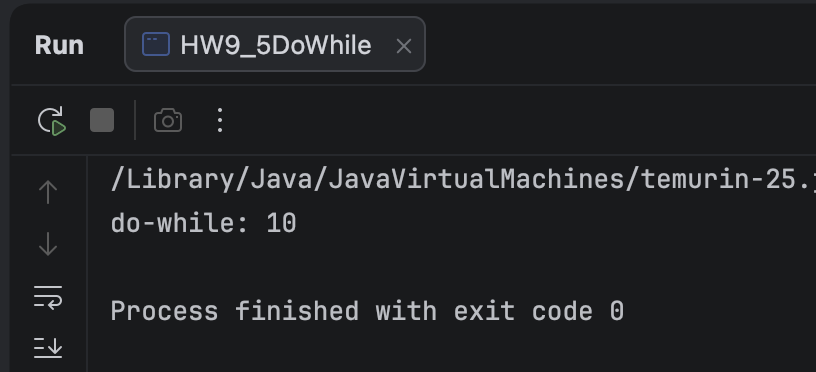 Run HW9_5DoWhile
/Library/Java/JavaVirtualMachines/temurin-25.
do-while: 10
Process finished with exit code 0